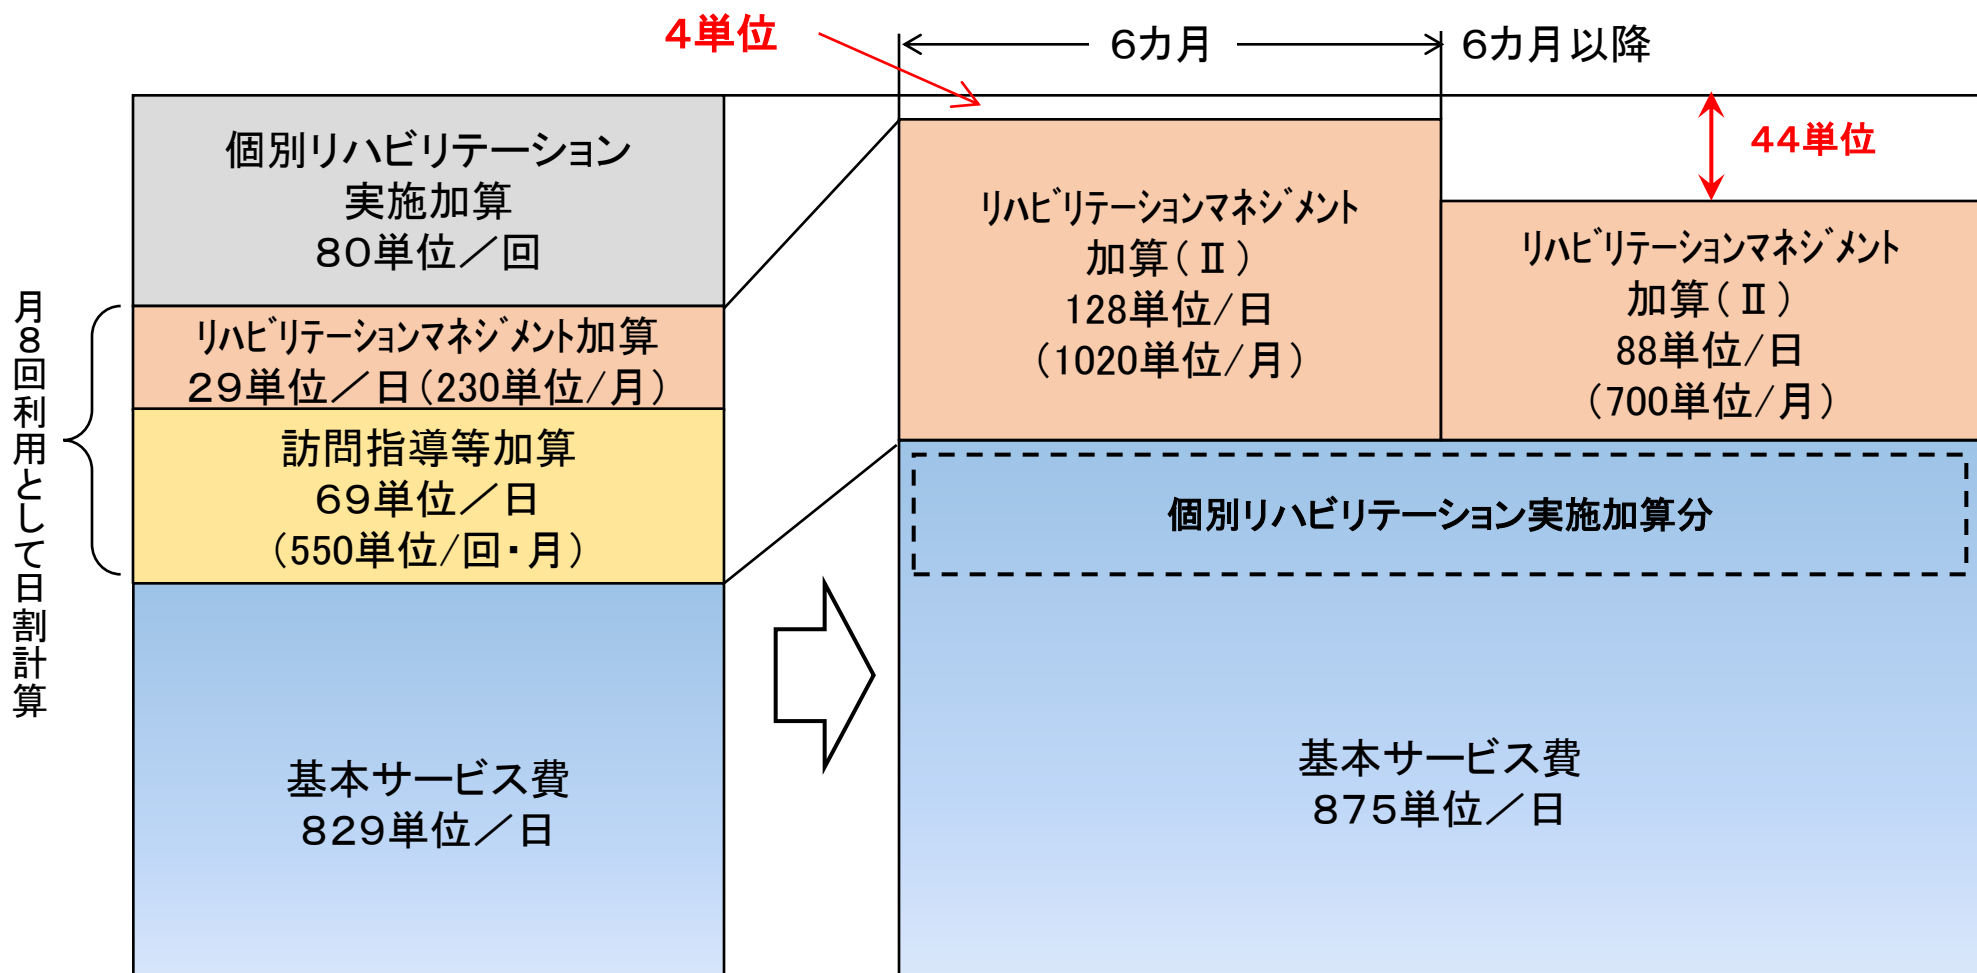 4単位
6カ月
6カ月以降
44単位
個別リハビリテーション
実施加算
80単位／回
リハビリテーションマネジメント加算
29単位／日(230単位/月)
訪問指導等加算
69単位／日
(550単位/回・月)
基本サービス費
829単位／日
月8回利用として日割計算
リハビリテーションマネジメント
加算(Ⅱ)
128単位/日
(1020単位/月)
リハビリテーションマネジメント
加算(Ⅱ)
88単位/日
(700単位/月)
個別リハビリテーション実施加算分
基本サービス費
875単位／日